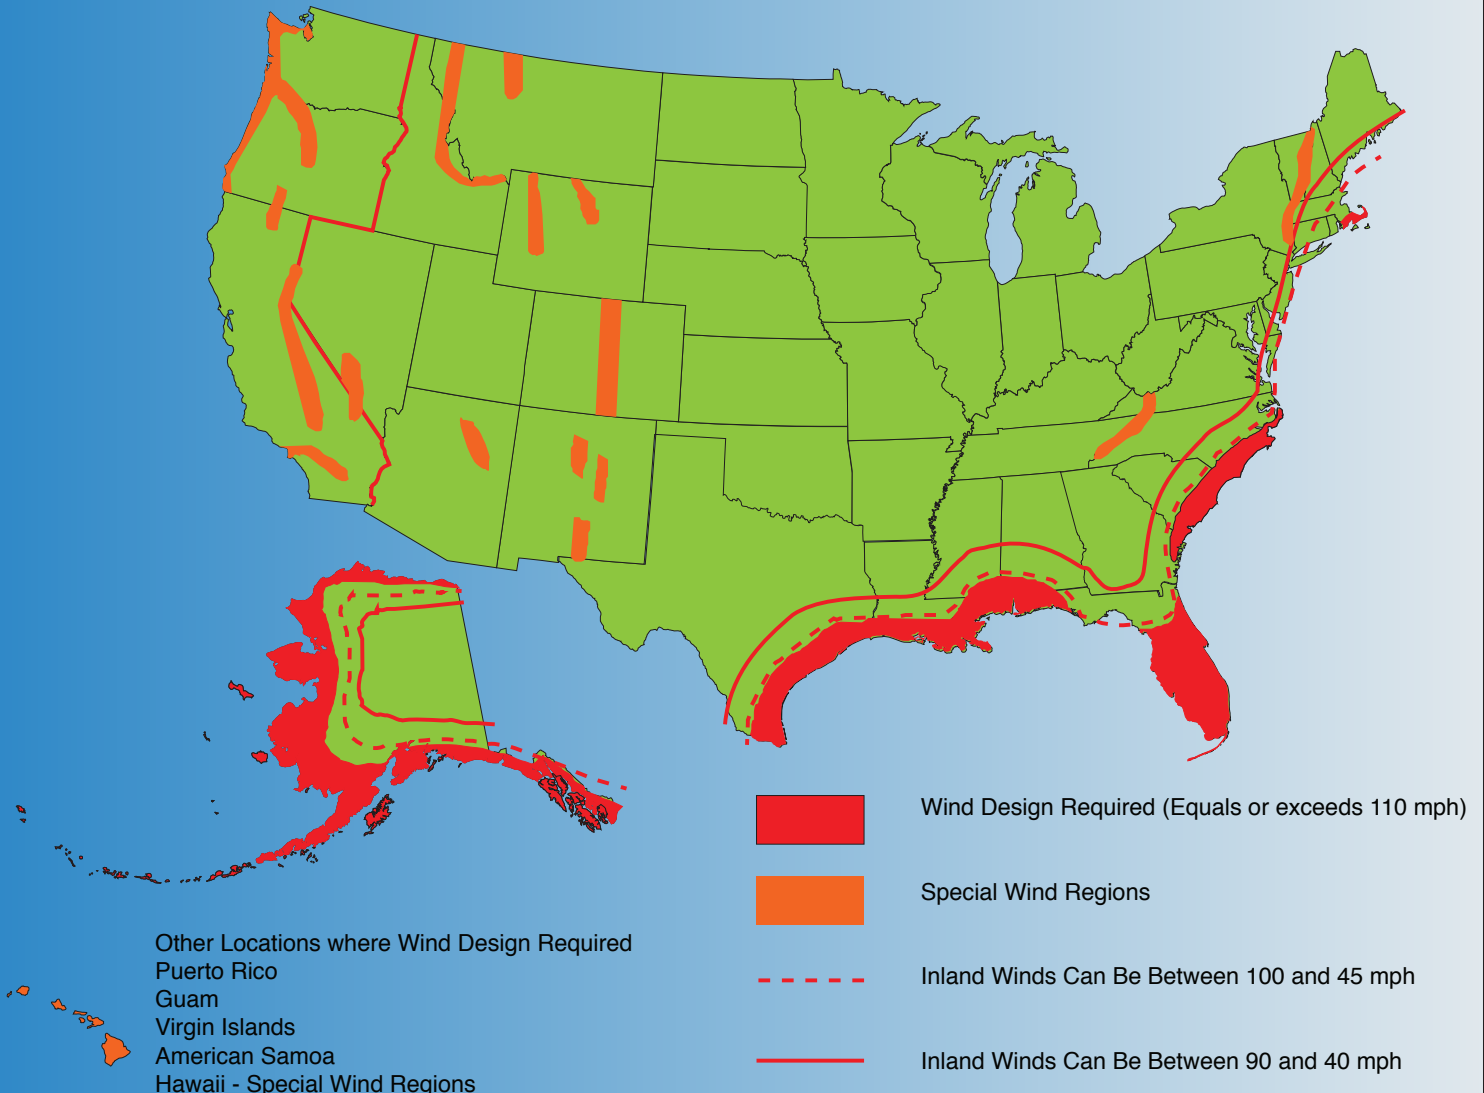 Wind Design Required (Equals or exceeds 110 mph)
Special Wind Regions
Inland Winds Can Be Between 100 and 45 mph
Inland Winds Can Be Between 90 and 40 mph
Other Locations where Wind Design Required
Puerto Rico
Guam
Virgin Islands
American Samoa
Hawaii - Special Wind Regions